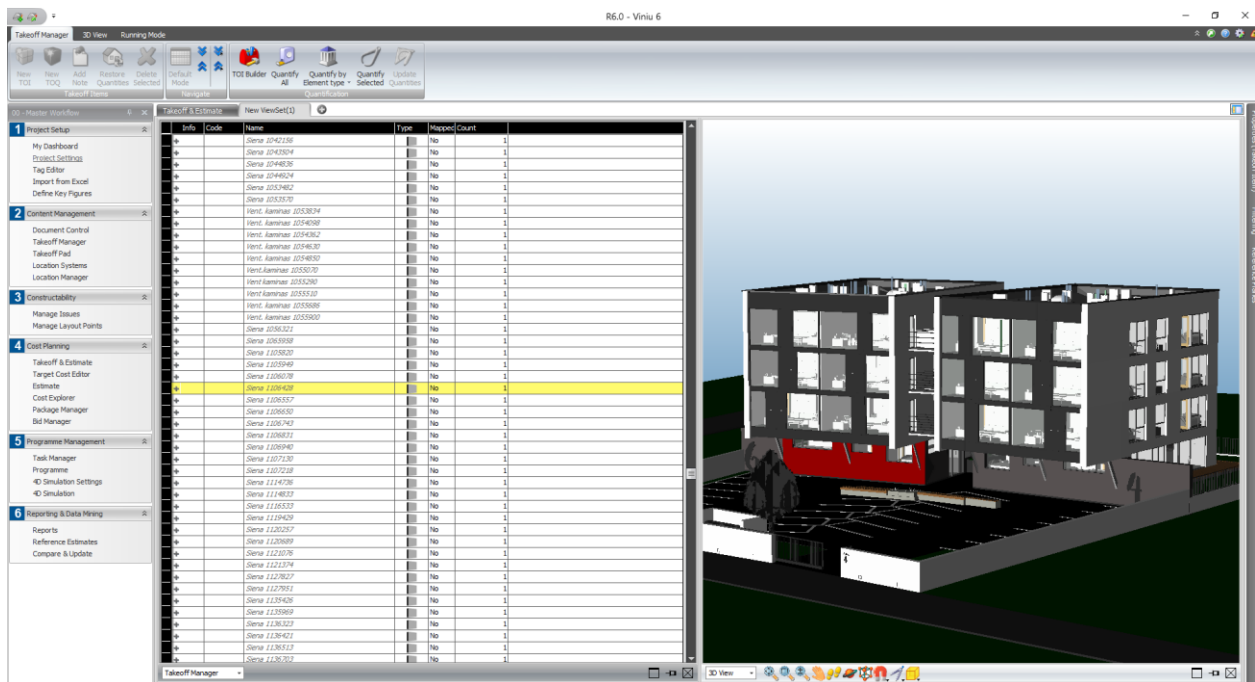 R6.0 - Viniu 6
Takeoff Manager 3D View Running Mode
New TOI New TOQ Add Note Restore Quantities Delete Selected Default Mode TOI Builder Quantify All Quantify by Element type Quantify Selected Update Quantities
Takeoff Items Navigate Quantification
00 - Master Workflow
Takeoff & Estimate New ViewSet(1)
1 Project Setup
My Dashboard
Project Settings
Tag Editor
Import from Excel
Define Key Figures
2 Content Management
Document Control
Takeoff Manager
Takeoff Pad
Location Systems
Location Manager
3 Constructability
Manage Issues
Manage Layout Points
4 Cost Planning
Takeoff & Estimate
Target Cost Editor
Estimate
Cost Explorer
Package Manager
Bid Manager
5 Programme Management
Task Manager
Programme
4D Simulation Settings
4D Simulation
6 Reporting & Data Mining
Reports
Reference Estimates
Compare & Update
Info Code Name Type Mapped Count
Siena 1042156 No 1
Siena 1043504 No 1
Siena 1044836 No 1
Siena 1044924 No 1
Siena 1053482 No 1
Siena 1053570 No 1
Vent. kaminas 1053834 No 1
Vent. kaminas 1054098 No 1
Vent. kaminas 1054362 No 1
Vent. kaminas 1054630 No 1
Vent. kaminas 1054850 No 1
Vent.kaminas 1055070 No 1
Vent kaminas 1055290 No 1
Vent kaminas 1055510 No 1
Vent. kaminas 1055686 No 1
Vent. kaminas 1055900 No 1
Siena 1056321 No 1
Siena 1065958 No 1
Siena 1105820 No 1
Siena 1105949 No 1
Siena 1106078 No 1
Siena 1106428 No 1
Siena 1106557 No 1
Siena 1106650 No 1
Siena 1106743 No 1
Siena 1106831 No 1
Siena 1106940 No 1
Siena 1107130 No 1
Siena 1107218 No 1
Siena 1114736 No 1
Siena 1114833 No 1
Siena 1116533 No 1
Siena 1119429 No 1
Siena 1120257 No 1
Siena 1120689 No 1
Siena 1121076 No 1
Siena 1121374 No 1
Siena 1127827 No 1
Siena 1127951 No 1
Siena 1135426 No 1
Siena 1135969 No 1
Siena 1136323 No 1
Siena 1136421 No 1
Siena 1136513 No 1
Siena 1136703 No 1
Takeoff Manager
6
4
4
3D View